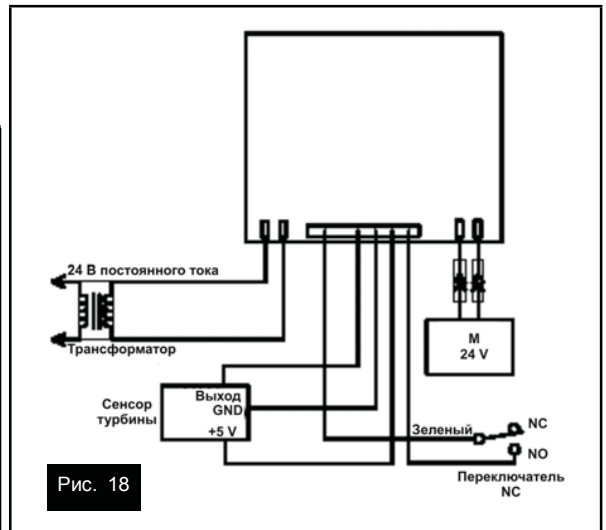 24 В постоянного тока
Трансформатор
М
24 V
Сенсор
турбины
Выход
GND
+5 V
Зеленый
NC
NO
Переключатель
NC
Рис. 18